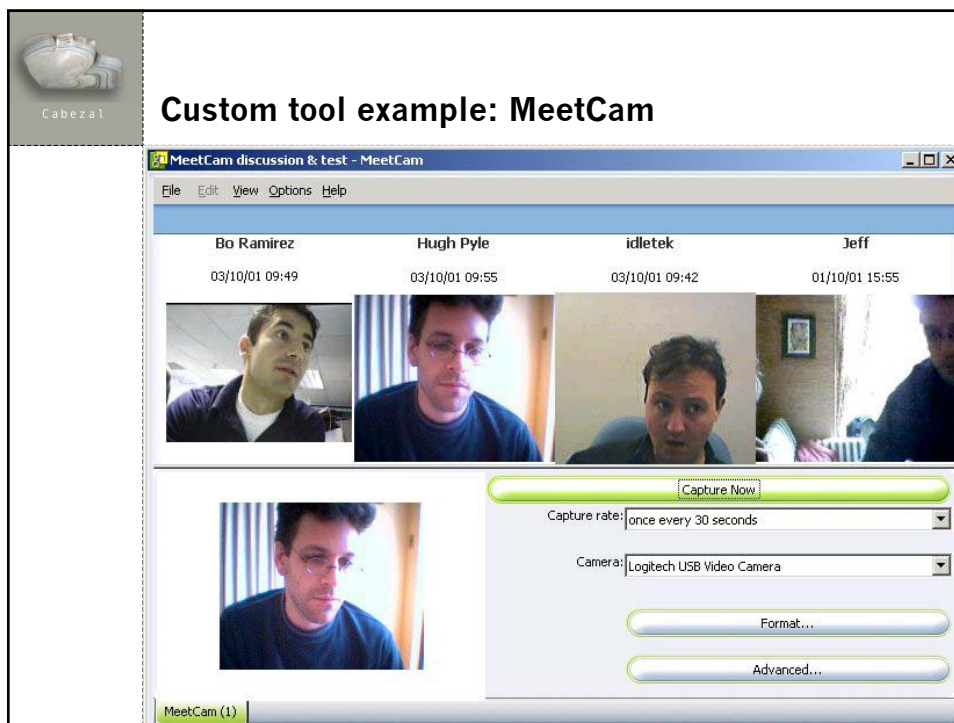 Cabezal
Custom tool example: MeetCam
MeetCam discussion & test - MeetCam
File Edit View Options Help
Bo Ramirez Hugh Pyle idletek Jeff
03/10/01 09:49 03/10/01 09:55 03/10/01 09:42 01/10/01 15:55
Capture Now
Capture rate: once every 30 seconds
Camera: Logitech USB Video Camera
Format...
Advanced...
MeetCam (1)